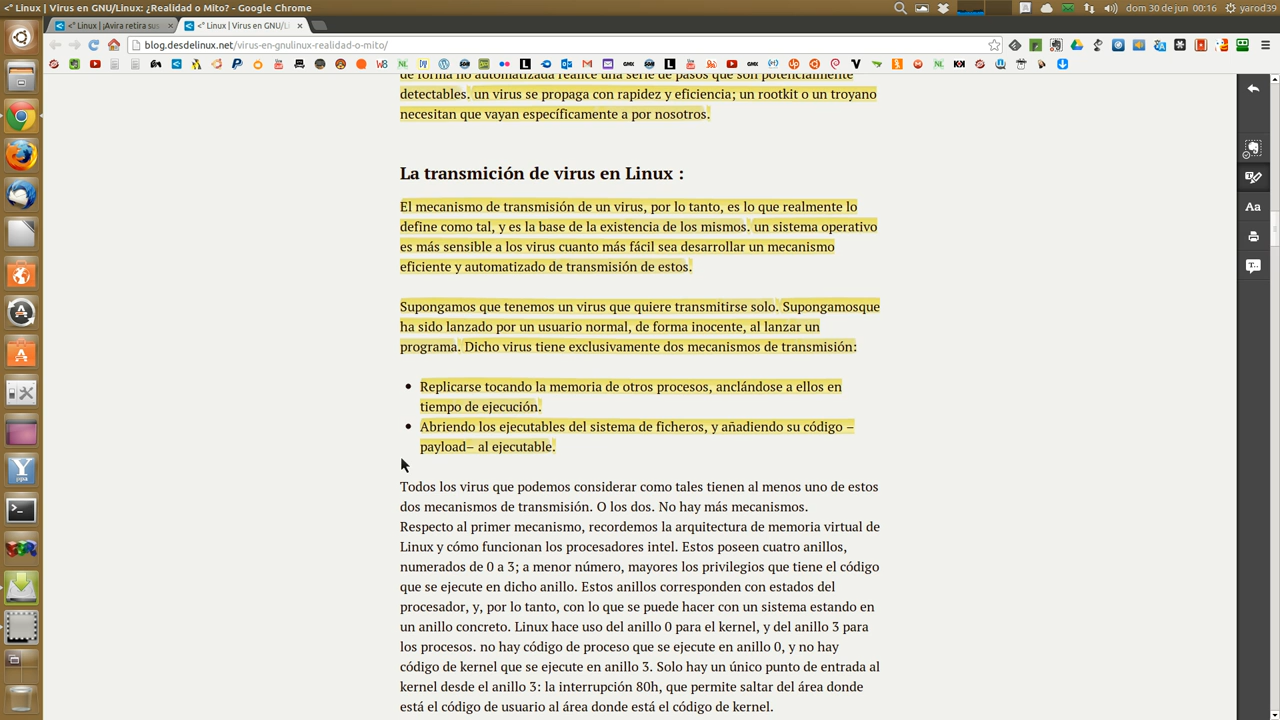 <° Linux | Virus en GNU/Linux: ¿Realidad o Mito? - Google Chrome
dom 30 de jun 00:16 yarod39
<° Linux | ¡Avira retira sus
<° Linux | Virus en GNU/L
blog.desdelinux.net/virus-en-gnulinux-realidad-o-mito/
de forma no automatizada realice una serie de pasos que son potencialmente
detectables. un virus se propaga con rapidez y eficiencia; un rootkit o un troyano
necesitan que vayan específicamente a por nosotros.
La transmición de virus en Linux :
El mecanismo de transmisión de un virus, por lo tanto, es lo que realmente lo
define como tal, y es la base de la existencia de los mismos. un sistema operativo
es más sensible a los virus cuanto más fácil sea desarrollar un mecanismo
eficiente y automatizado de transmisión de estos.
Supongamos que tenemos un virus que quiere transmitirse solo. Supongamosque
ha sido lanzado por un usuario normal, de forma inocente, al lanzar un
programa. Dicho virus tiene exclusivamente dos mecanismos de transmisión:
• Replicarse tocando la memoria de otros procesos, anclándose a ellos en
tiempo de ejecución.
• Abriendo los ejecutables del sistema de ficheros, y añadiendo su código –
payload– al ejecutable.
Todos los virus que podemos considerar como tales tienen al menos uno de estos
dos mecanismos de transmisión. O los dos. No hay más mecanismos.
Respecto al primer mecanismo, recordemos la arquitectura de memoria virtual de
Linux y cómo funcionan los procesadores intel. Estos poseen cuatro anillos,
numerados de 0 a 3; a menor número, mayores los privilegios que tiene el código
que se ejecute en dicho anillo. Estos anillos corresponden con estados del
procesador, y, por lo tanto, con lo que se puede hacer con un sistema estando en
un anillo concreto. Linux hace uso del anillo 0 para el kernel, y del anillo 3 para
los procesos. no hay código de proceso que se ejecute en anillo 0, y no hay
código de kernel que se ejecute en anillo 3. Solo hay un único punto de entrada al
kernel desde el anillo 3: la interrupción 80h, que permite saltar del área donde
está el código de usuario al área donde está el código de kernel.
Aa